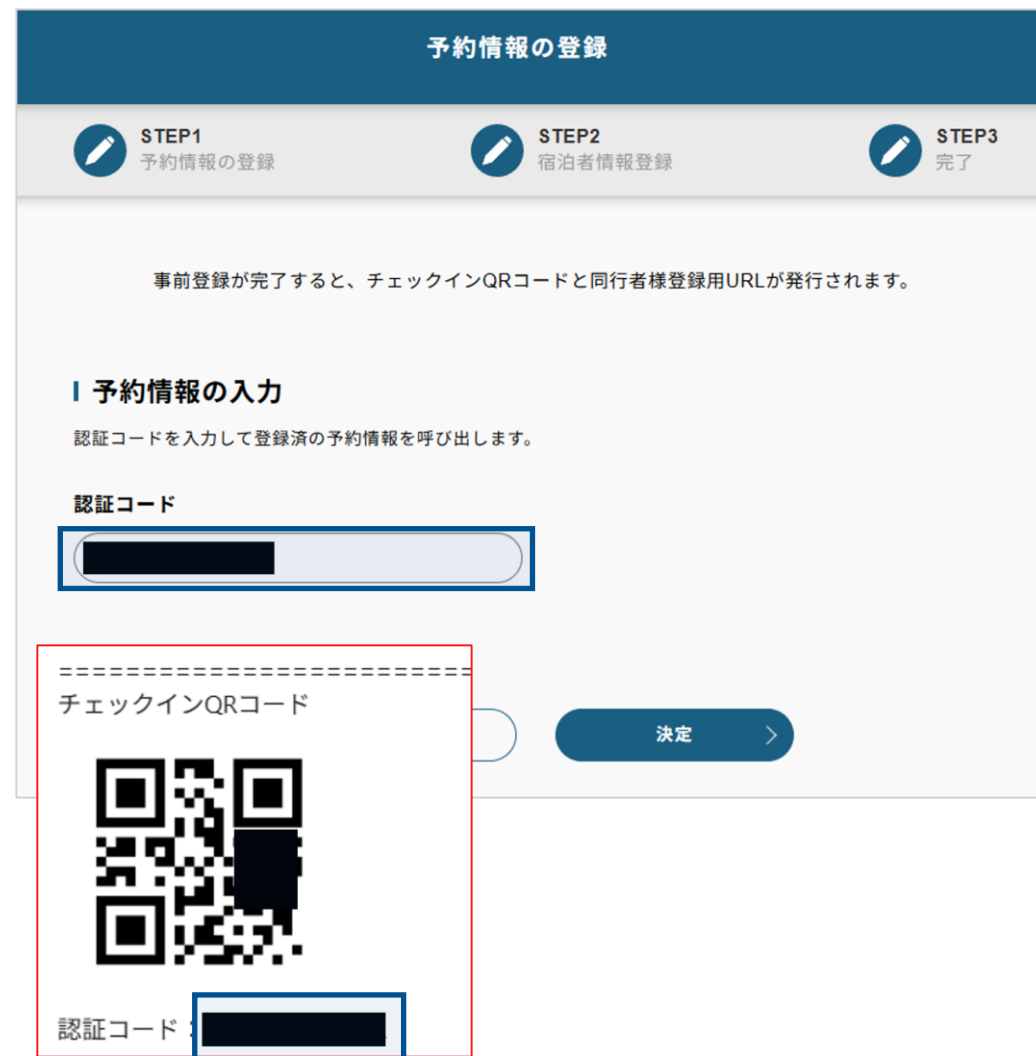 予約情報の登録
STEP1
予約情報の登録
STEP2
宿泊者情報登録
STEP3
完了
事前登録が完了すると、チェックインQRコードと同行者様登録用URLが発行されます。
予約情報の入力
認証コードを入力して登録済の予約情報を呼び出します。
認証コード
決定
=========================
チェックインQRコード
認証コード：